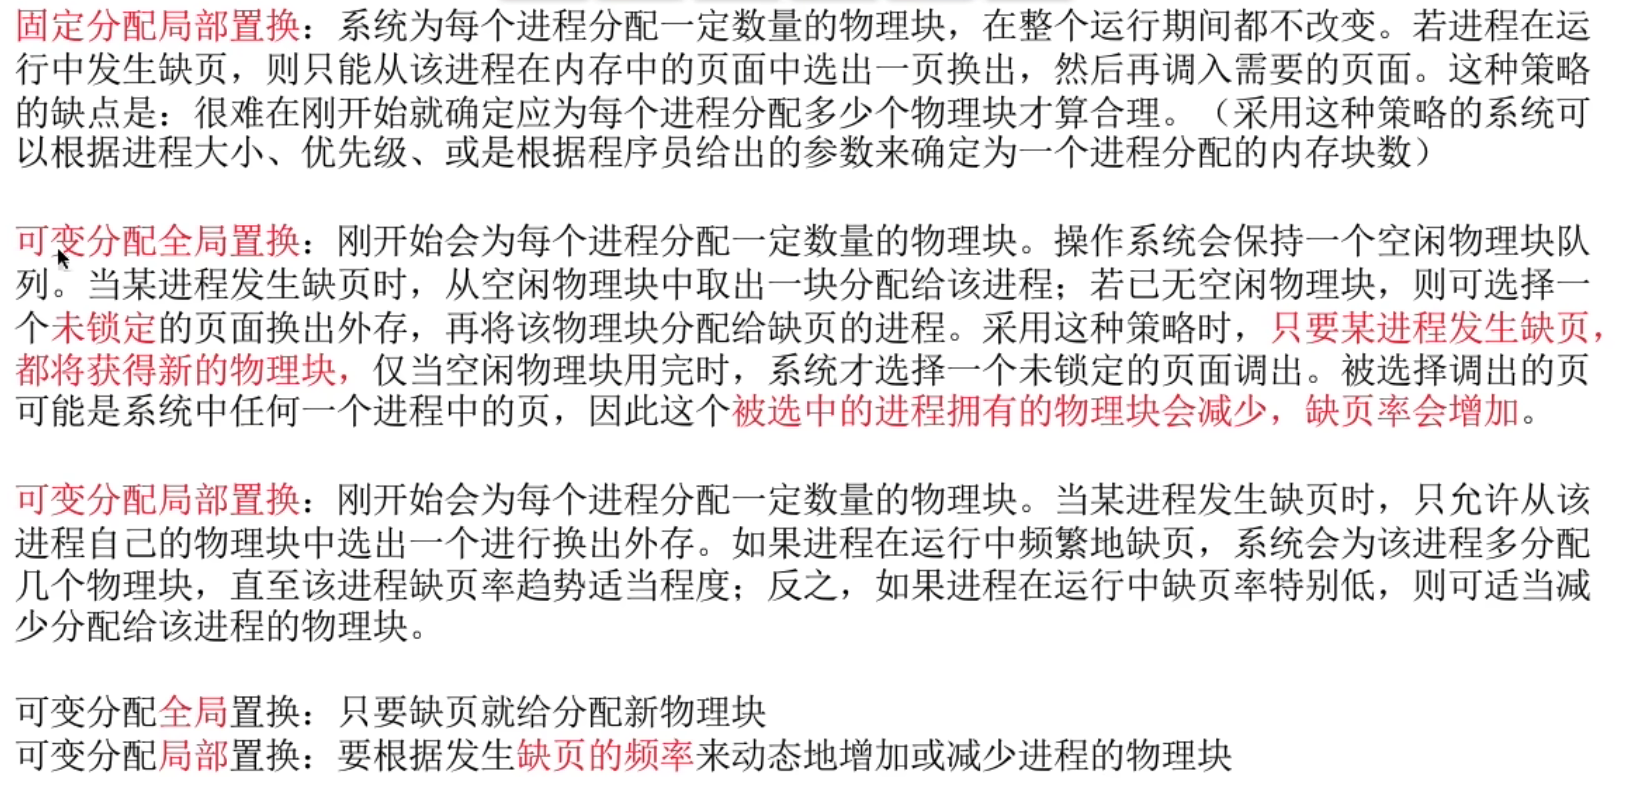 固定分配局部置换：系统为每个进程分配一定数量的物理块，在整个运行期间都不改变。若进程在运
行中发生缺页，则只能从该进程在内存中的页面中选出一页换出，然后再调入需要的页面。这种策略
的缺点是：很难在刚开始就确定应为每个进程分配多少个物理块才算合理。（采用这种策略的系统可
以根据进程大小、优先级、或是根据程序员给出的参数来确定为一个进程分配的内存块数）
可变分配全局置换：刚开始会为每个进程分配一定数量的物理块。操作系统会保持一个空闲物理块队
列。当某进程发生缺页时，从空闲物理块中取出一块分配给该进程；若已无空闲物理块，则可选择一
个未锁定的页面换出外存，再将该物理块分配给缺页的进程。采用这种策略时，只要某进程发生缺页，
都将获得新的物理块，仅当空闲物理块用完时，系统才选择一个未锁定的页面调出。被选择调出的页
可能是系统中任何一个进程中的页，因此这个被选中的进程拥有的物理块会减少，缺页率会增加。
可变分配局部置换：刚开始会为每个进程分配一定数量的物理块。当某进程发生缺页时，只允许从该
进程自己的物理块中选出一个进行换出外存。如果进程在运行中频繁地缺页，系统会为该进程多分配
几个物理块，直至该进程缺页率趋势适当程度；反之，如果进程在运行中缺页率特别低，则可适当减
少分配给该进程的物理块。
可变分配全局置换：只要缺页就给分配新物理块
可变分配局部置换：要根据发生缺页的频率来动态地增加或减少进程的物理块